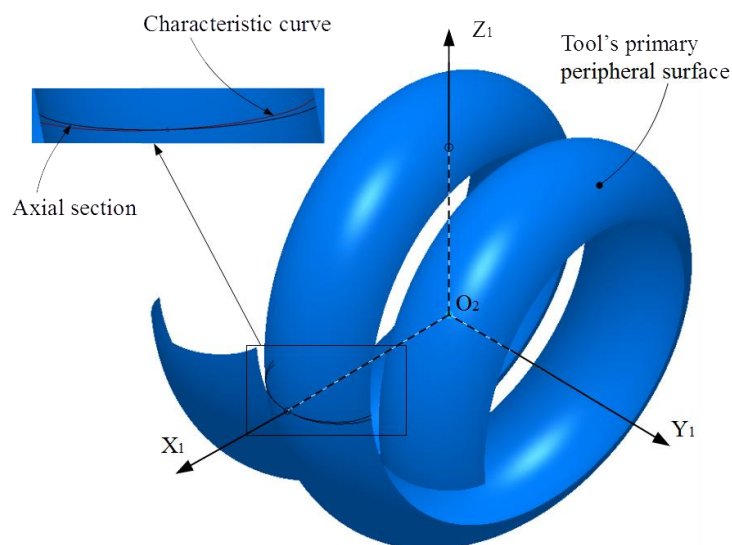 Characteristic curve
Z1
Tool's primary
peripheral surface
Axial section
O2
X1
Y1